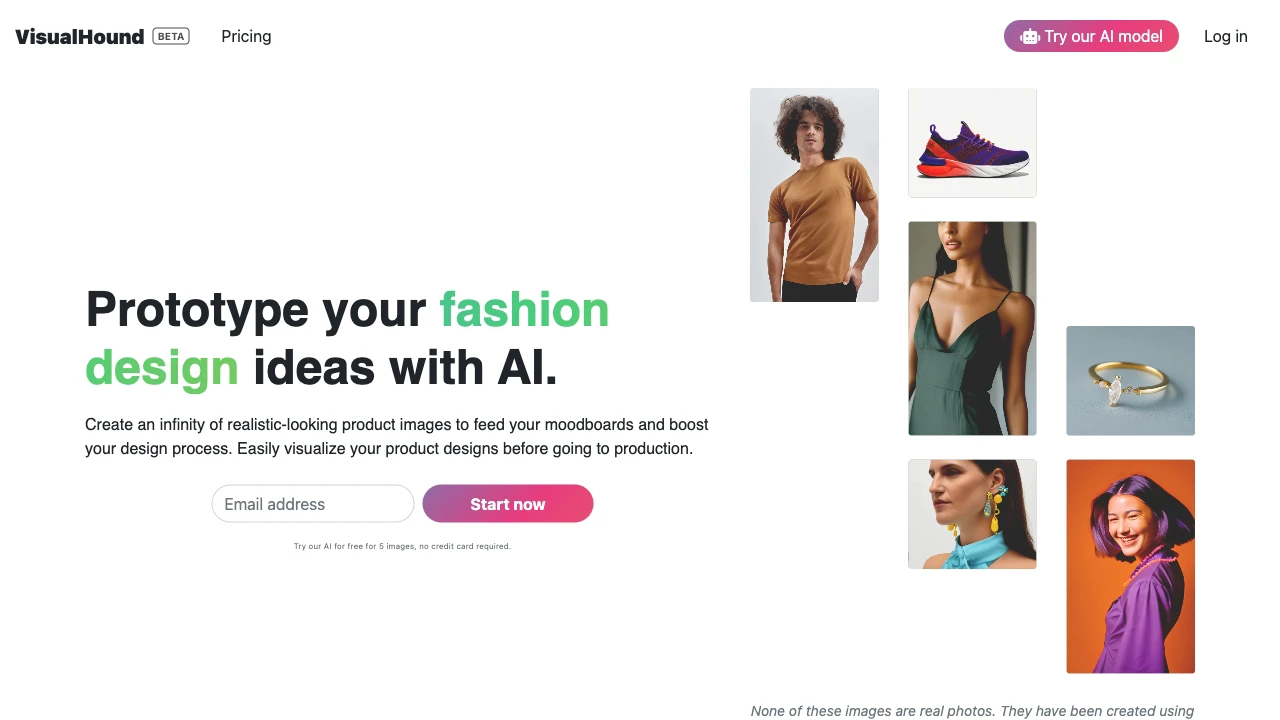 VisualHound BETA Pricing Try our AI model Log in
Prototype your fashion
design ideas with AI.
Create an infinity of realistic-looking product images to feed your moodboards and boost
your design process. Easily visualize your product designs before going to production.
Email address Start now
Try our AI for free for 5 images, no credit card required.
None of these images are real photos. They have been created using